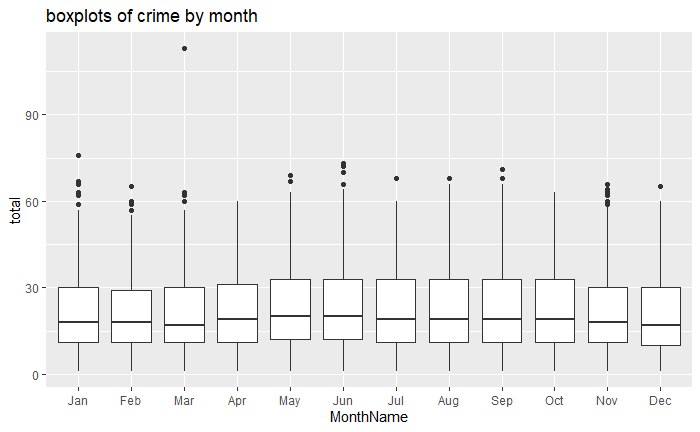 boxplots of crime by month
total
90
60
30
0
Jan Feb Mar Apr May Jun Jul Aug Sep Oct Nov Dec
MonthName